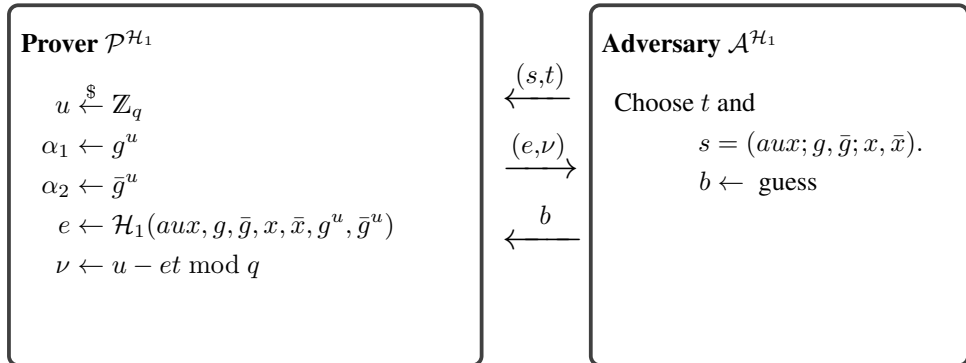 Prover 𝒫^{ℋ₁}
u ←$ ℤ_q
α₁ ← g^u
α₂ ← ḡ^u
e ← ℋ₁(aux, g, ḡ, x, x̄, g^u, ḡ^u)
ν ← u − et mod q
(s,t)
(e,ν)
b
Adversary 𝒜^{ℋ₁}
Choose t and
s = (aux; g, ḡ; x, x̄).
b ← guess